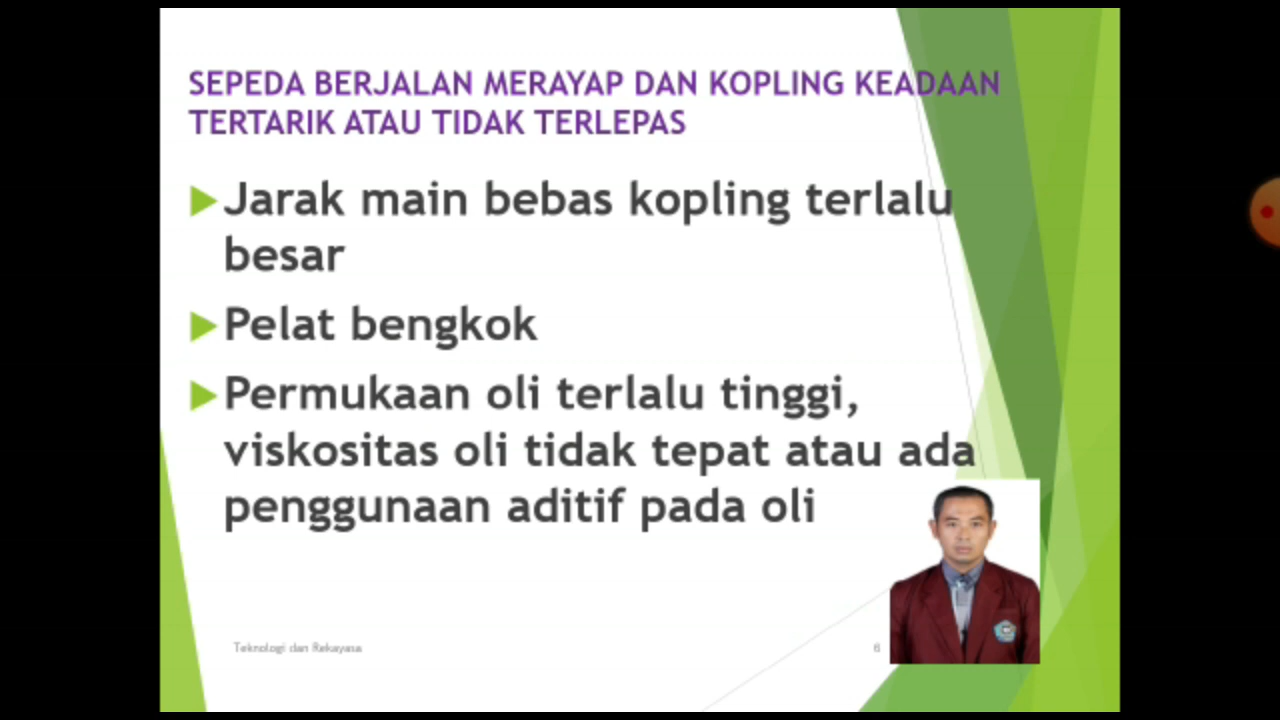 SEPEDA BERJALAN MERAYAP DAN KOPLING KEADAAN
TERTARIK ATAU TIDAK TERLEPAS
Jarak main bebas kopling terlalu
besar
Pelat bengkok
Permukaan oli terlalu tinggi,
viskositas oli tidak tepat atau ada
penggunaan aditif pada oli
Teknologi dan Rekayasa
6